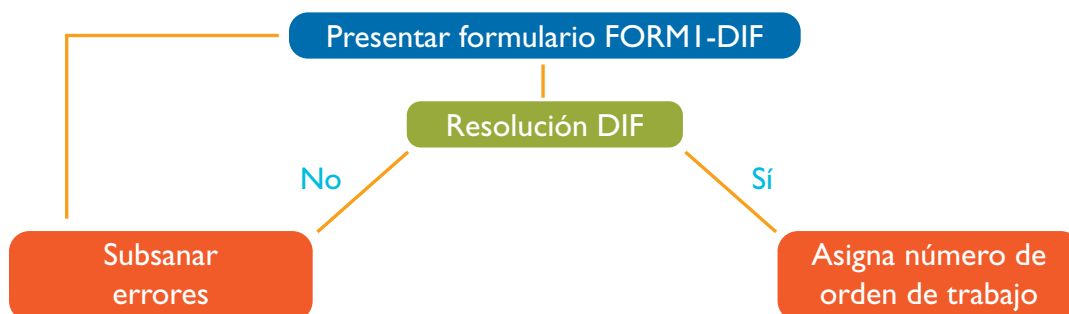 Presentar formulario FORM1-DIF
Resolución DIF
No
Sí
Subsanar
errores
Asigna número de
orden de trabajo